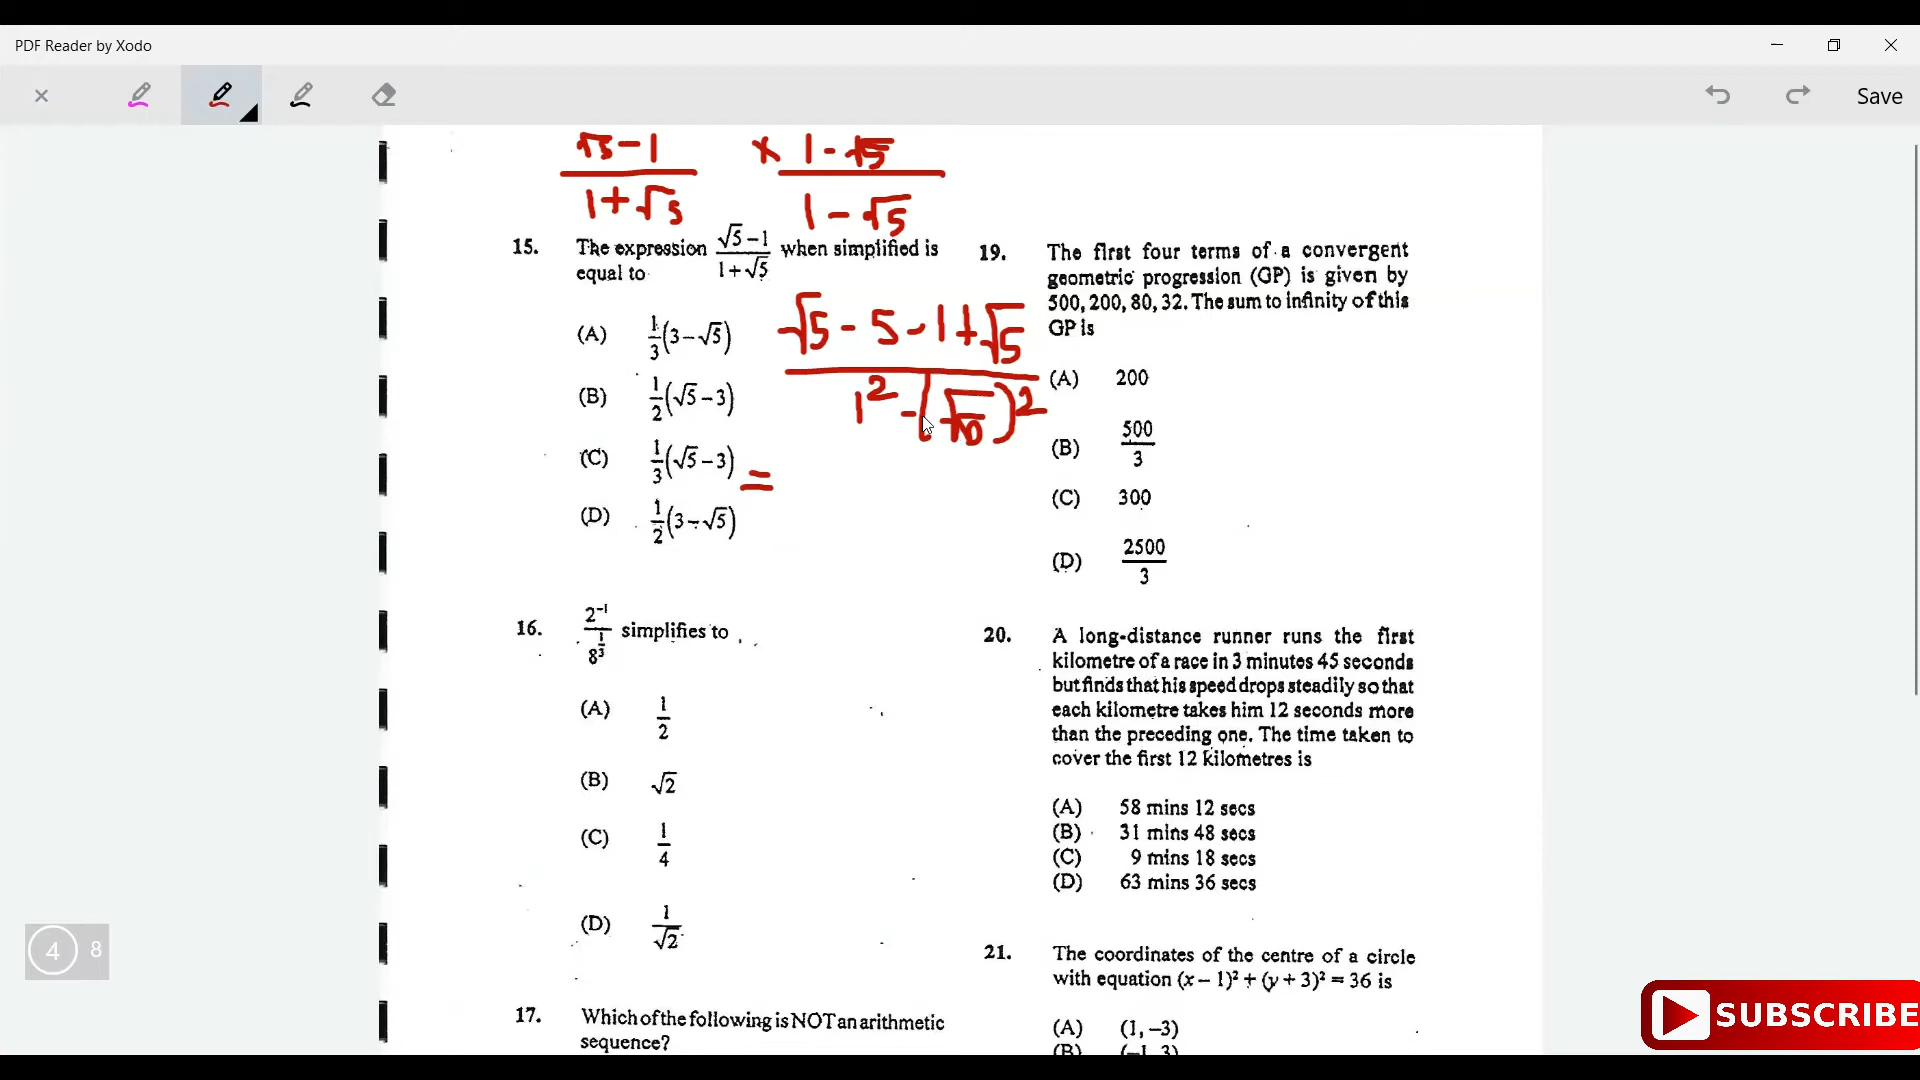 PDF Reader by Xodo
Save
√5 - 1 / 1 + √5 × 1 - √5 / 1 - √5
15. The expression (√5 - 1)/(1 + √5) when simplified is
equal to
√5 - 5 - 1 + √5
1² - (√
)²
(A) 1/3(3 - √5)
(B) 1/2(√5 - 3)
(C) 1/3(√5 - 3)
=
(D) 1/2(3 - √5)
16. 2⁻¹/8^(1/3) simplifies to
(A) 1/2
(B) √2
(C) 1/4
(D) 1/√2
17. Which of the following is NOT an arithmetic
sequence?
19. The first four terms of a convergent
geometric progression (GP) is given by
500, 200, 80, 32. The sum to infinity of this
GP is
(A) 200
(B) 500/3
(C) 300
(D) 2500/3
20. A long-distance runner runs the first
kilometre of a race in 3 minutes 45 seconds
but finds that his speed drops steadily so that
each kilometre takes him 12 seconds more
than the preceding one. The time taken to
cover the first 12 kilometres is
(A) 58 mins 12 secs
(B) 31 mins 48 secs
(C) 9 mins 18 secs
(D) 63 mins 36 secs
21. The coordinates of the centre of a circle
with equation (x - 1)² + (y + 3)² = 36 is
(A) (1, -3)
(B) (-1, 3)
4 8
SUBSCRIBE